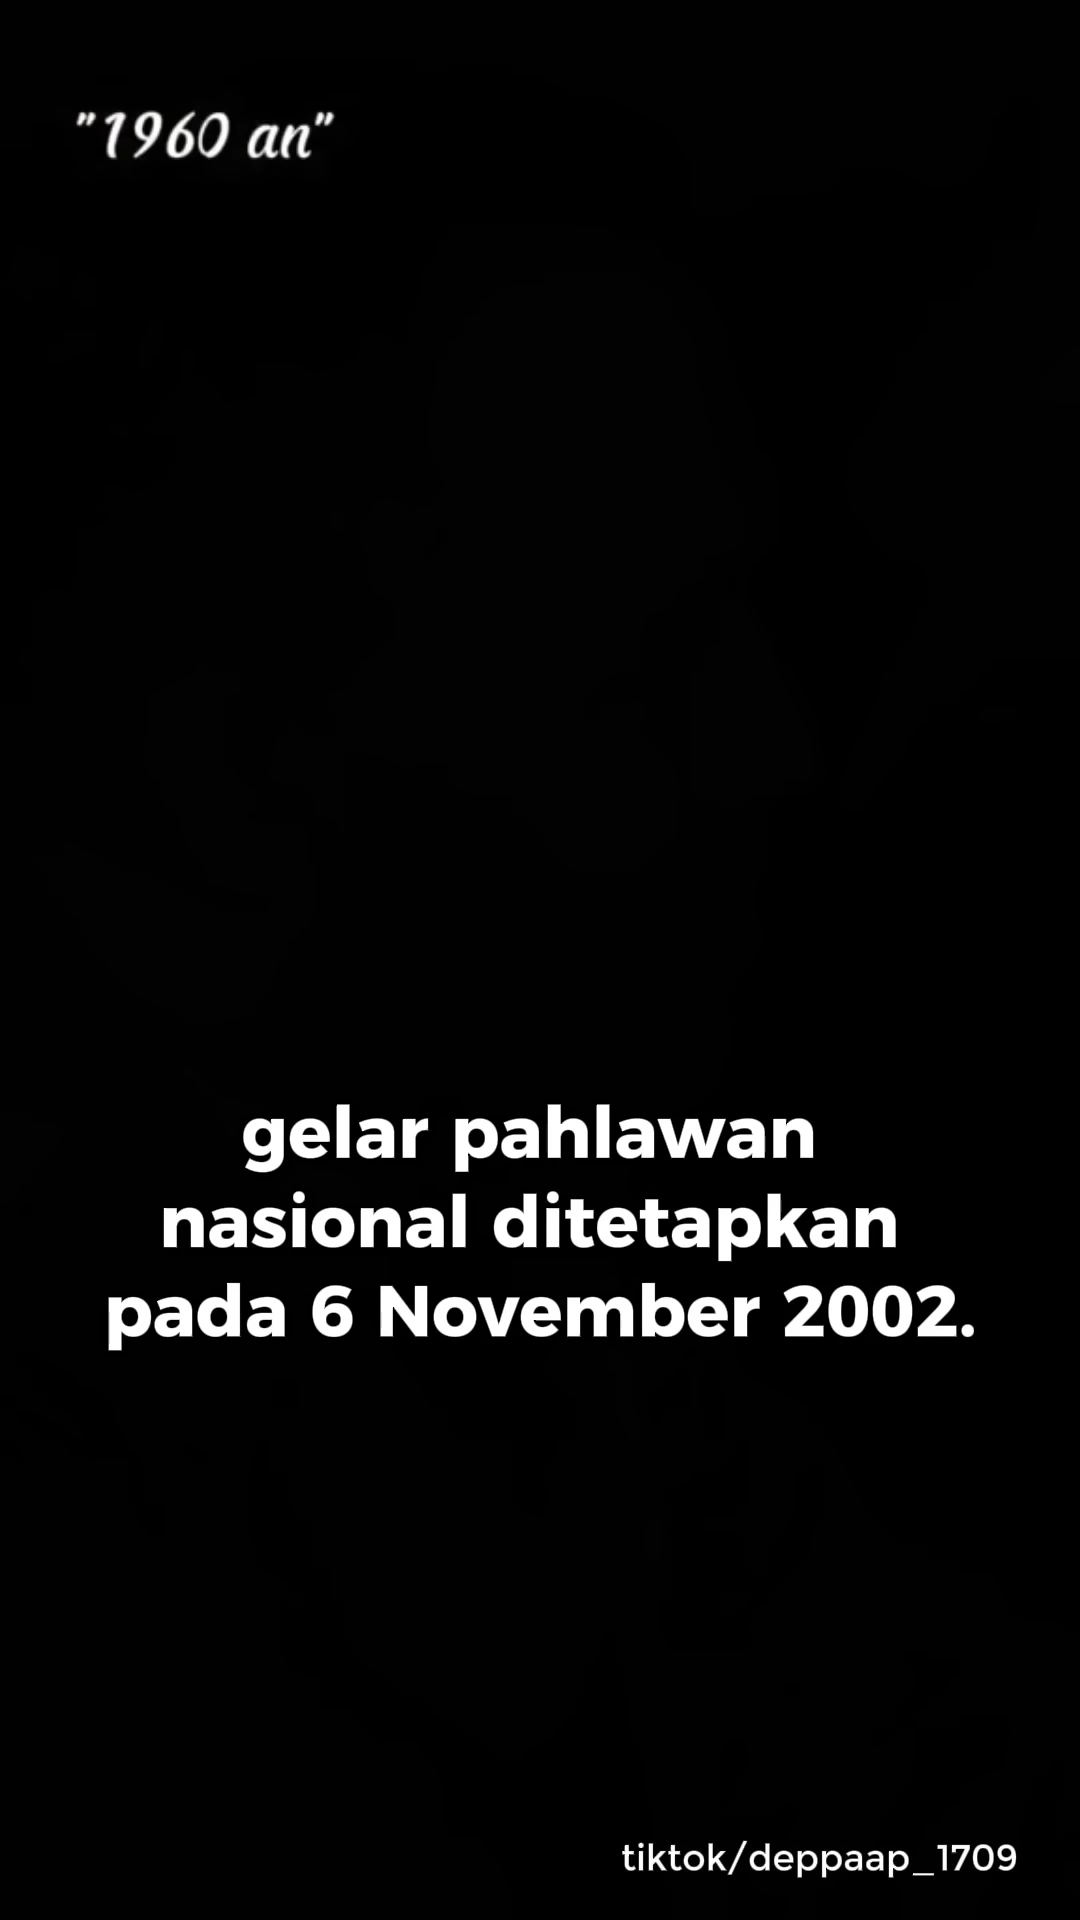 "1960 an"
gelar pahlawan
nasional ditetapkan
pada 6 November 2002.
tiktok/deppaap_1709